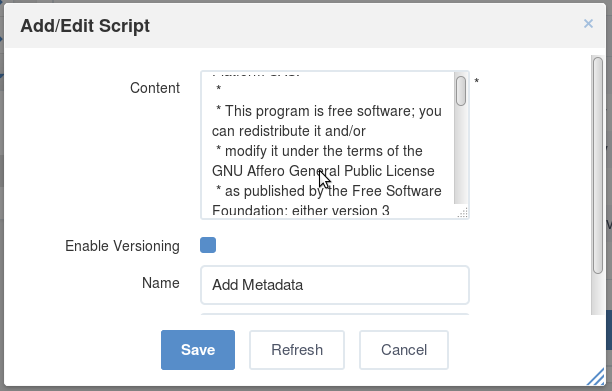 Add/Edit Script
×
Content
*
*
* This program is free software; you
can redistribute it and/or
* modify it under the terms of the
GNU Affero General Public License
* as published by the Free Software
Foundation; either version 3
Enable Versioning
Name
Add Metadata
Save
Refresh
Cancel